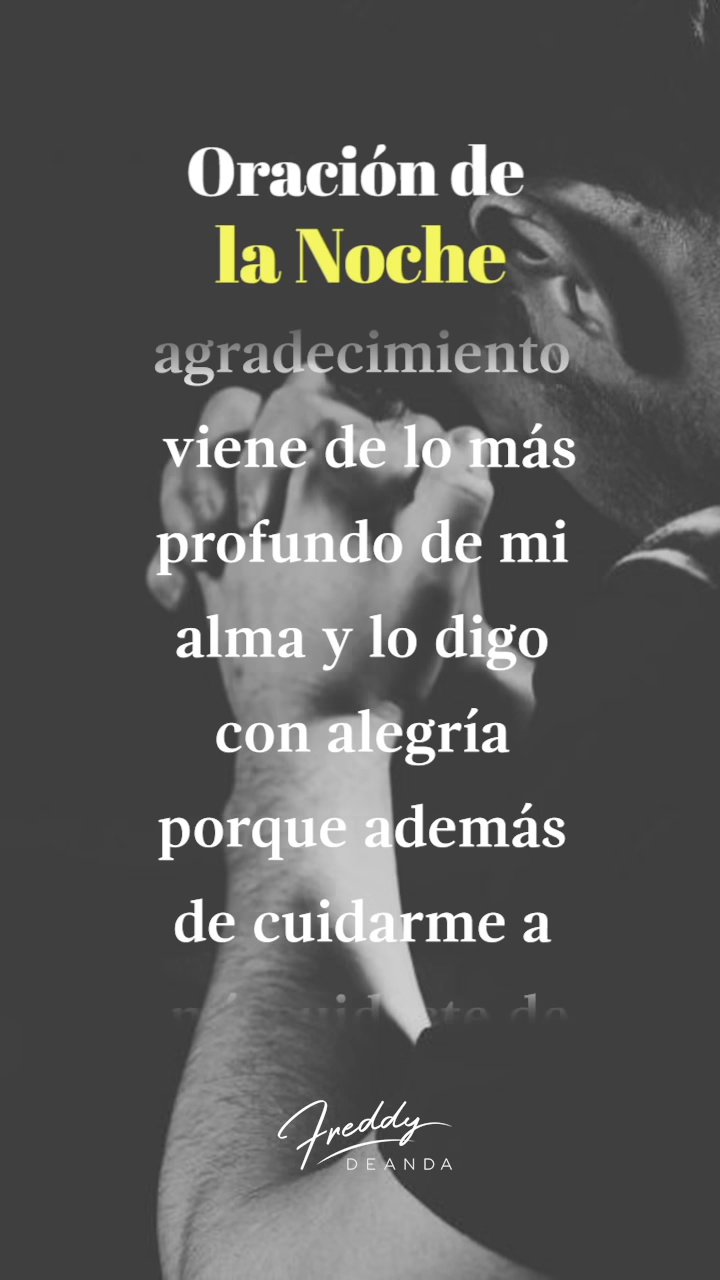 Oración de
la Noche
agradecimiento
viene de lo más
profundo de mi
alma y lo digo
con alegría
porque además
de cuidarme a
de
Freddy
DEANDA